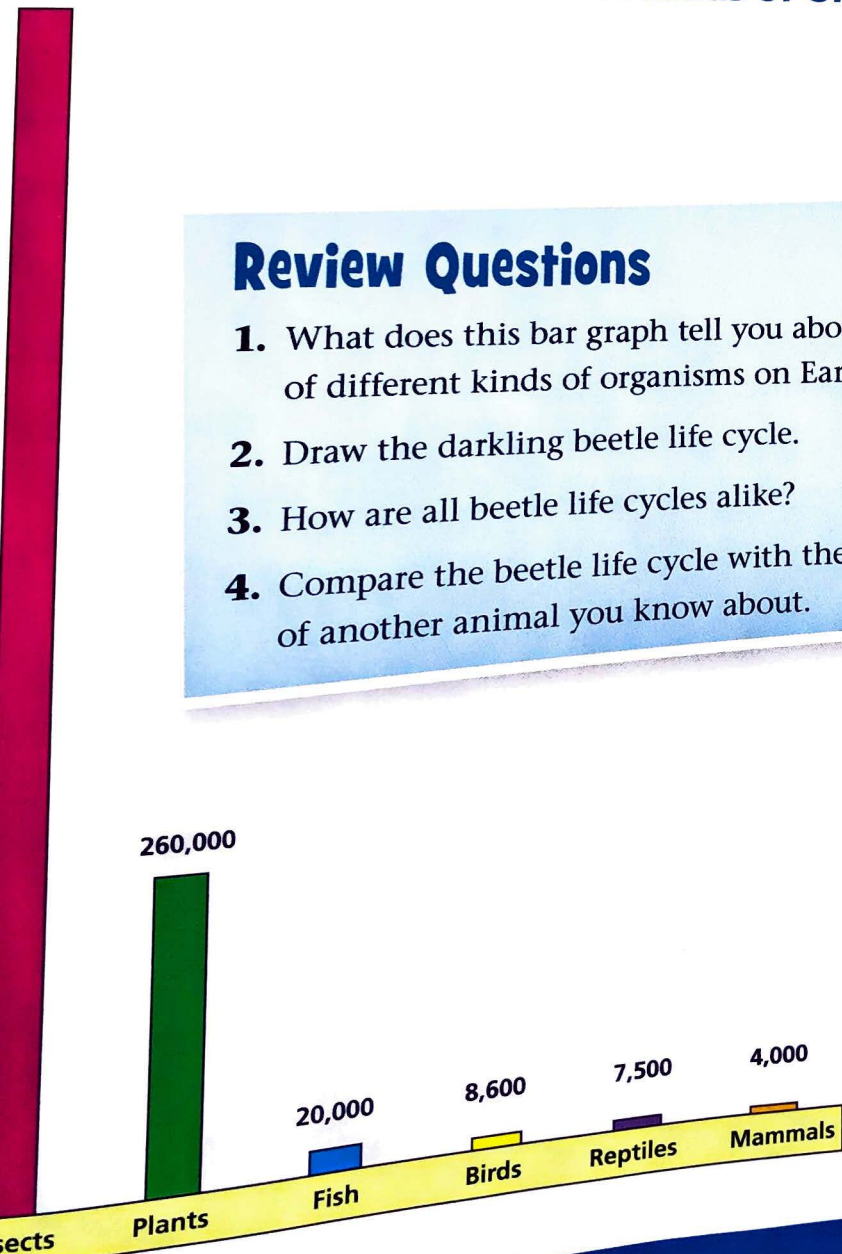 Review Questions
1. What does this bar graph tell you abo
of different kinds of organisms on Ear
2. Draw the darkling beetle life cycle.
3. How are all beetle life cycles alike?
4. Compare the beetle life cycle with the
of another animal you know about.
260,000
20,000
8,600
7,500
4,000
sects
Plants
Fish
Birds
Reptiles
Mammals